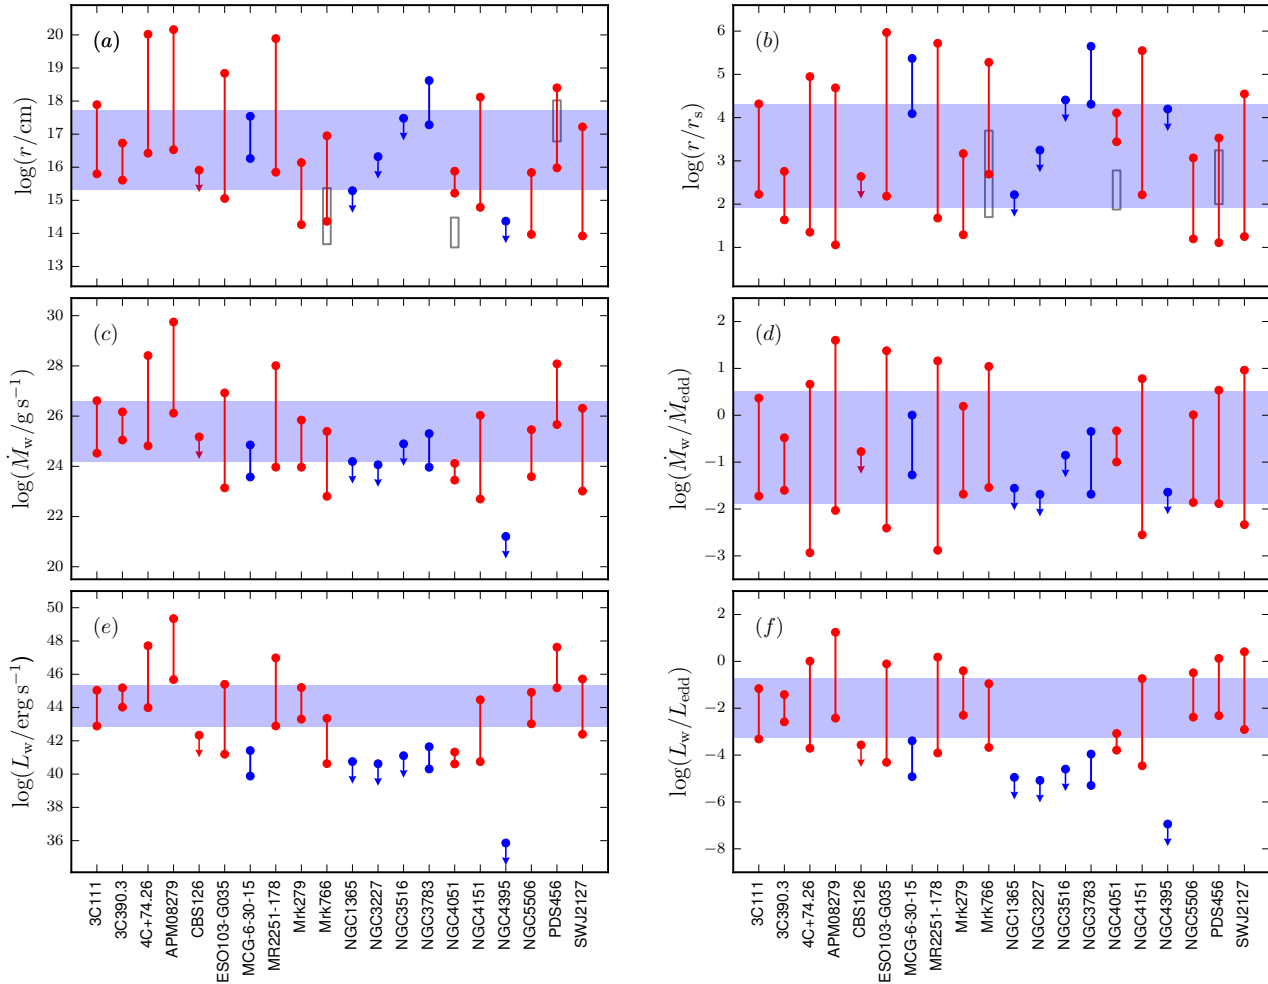 (a)
log(r/cm)
20
19
18
17
16
15
14
13
(b)
log(r/r_s)
6
5
4
3
2
1
(c)
log(Ṁ_w/g s⁻¹)
30
28
26
24
22
20
(d)
log(Ṁ_w/Ṁ_edd)
2
1
0
−1
−2
−3
(e)
log(L_w/erg s⁻¹)
50
48
46
44
42
40
38
36
(f)
log(L_w/L_edd)
2
0
−2
−4
−6
−8
3C111
3C390.3
4C+74.26
APM08279
CBS126
ESO103-G035
MCG-6-30-15
MR2251-178
Mrk279
Mrk766
NGC1365
NGC3227
NGC3516
NGC3783
NGC4051
NGC4151
NGC4395
NGC5506
PDS456
SWJ2127
3C111
3C390.3
4C+74.26
APM08279
CBS126
ESO103-G035
MCG-6-30-15
MR2251-178
Mrk279
Mrk766
NGC1365
NGC3227
NGC3516
NGC3783
NGC4051
NGC4151
NGC4395
NGC5506
PDS456
SWJ2127